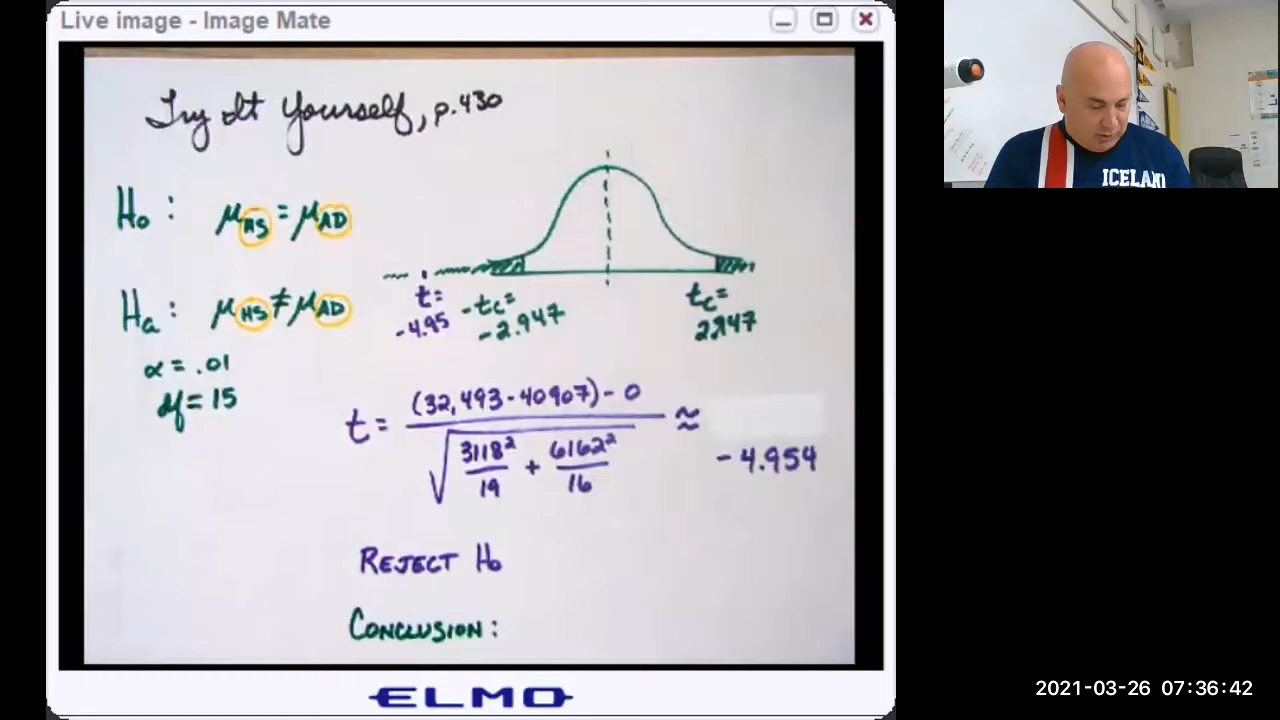 Live image - Image Mate
Try It Yourself, p.430
H₀ : μHS = μAD
Ha : μHS ≠ μAD
α = .01
df = 15
t = -4.95
-tc = -2.947
tc = 2.947
t = (32,493 - 40907) - 0 / √(3118²/19 + 6162²/16) ≈ -4.954
REJECT H₀
CONCLUSION :
ELMO
ICELAND
2021-03-26 07:36:42